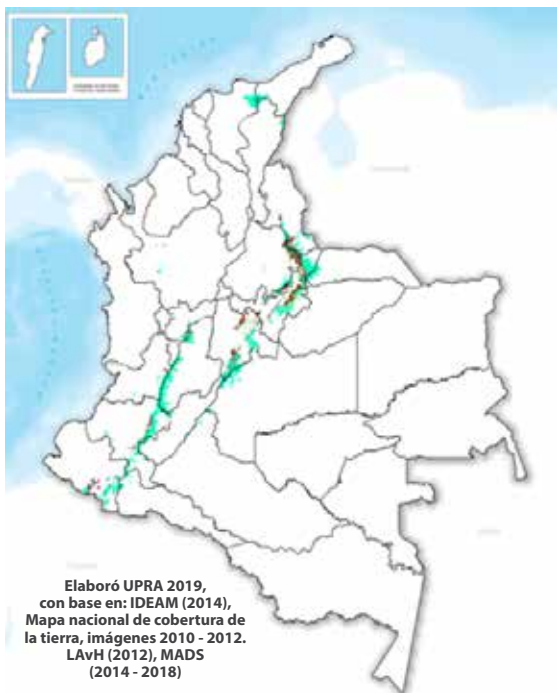 Elaboró UPRA 2019,
con base en: IDEAM (2014),
Mapa nacional de cobertura de
la tierra, imágenes 2010 - 2012.
LAvH (2012), MADS
(2014 - 2018)